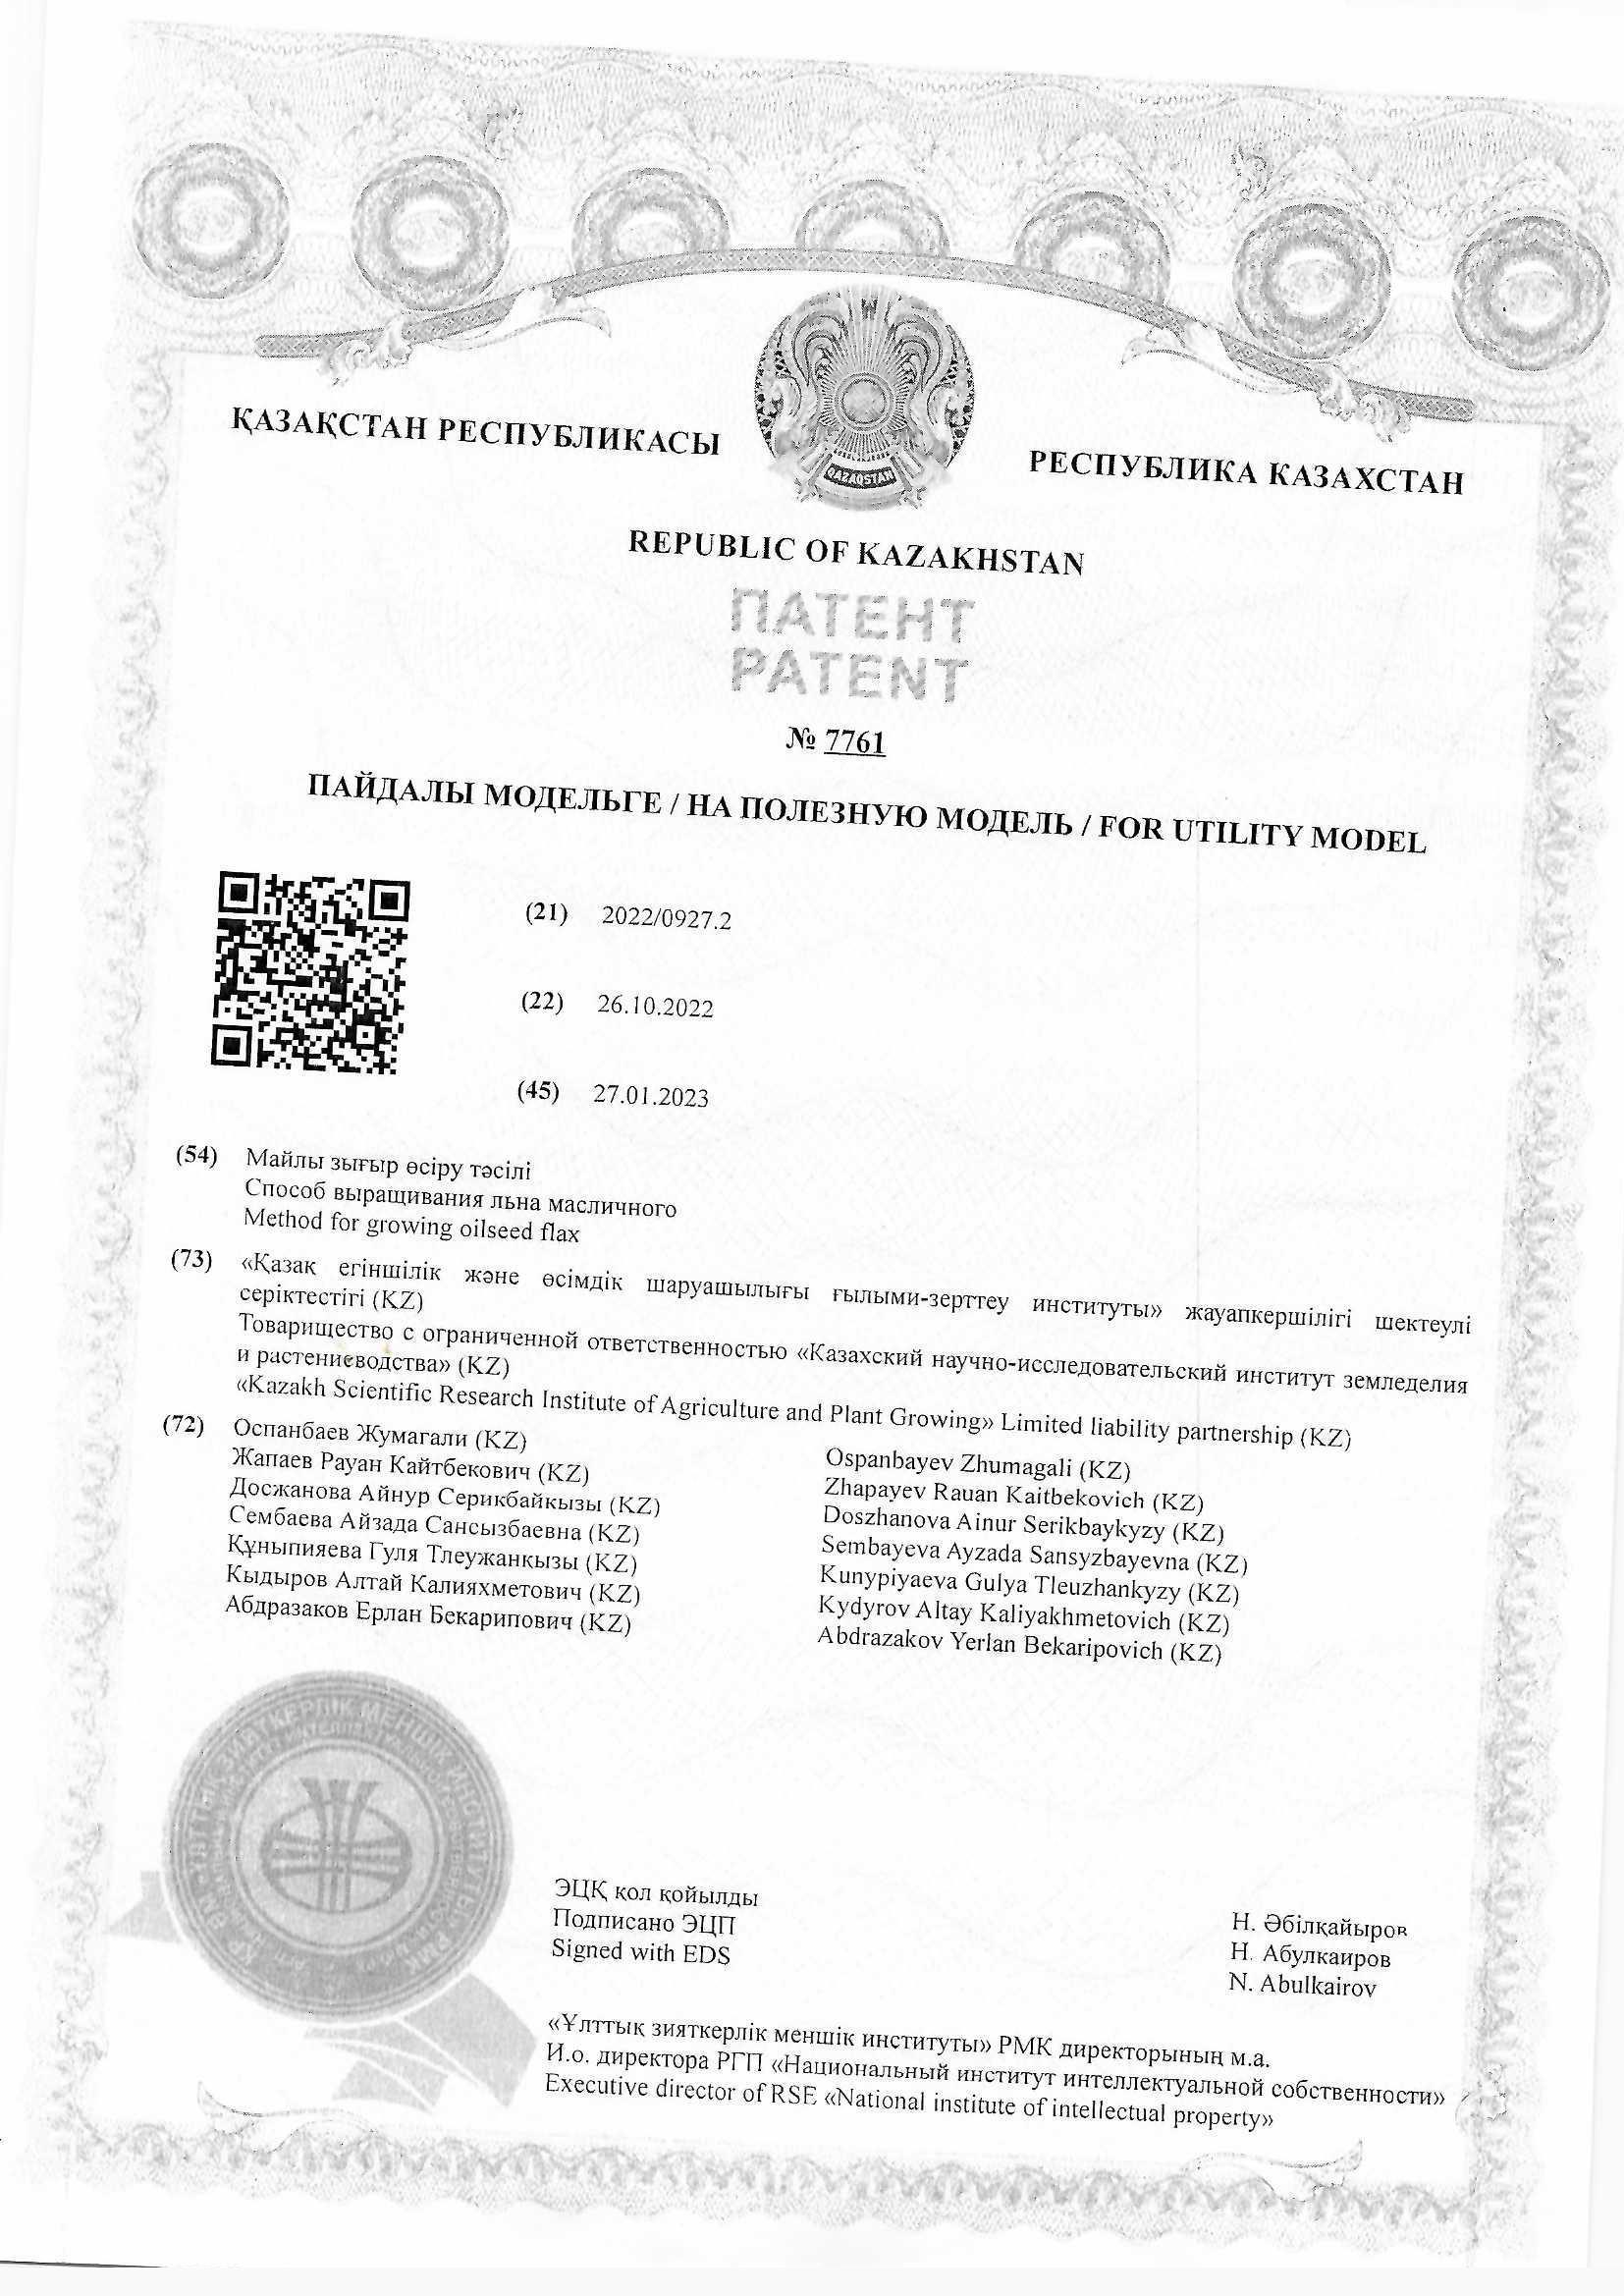 ҚАЗАҚСТАН РЕСПУБЛИКАСЫ
РЕСПУБЛИКА КАЗАХСТАН
QAZAQSTAN
REPUBLIC OF KAZAKHSTAN
ПАТЕНТ
PATENT
№ 7761
ПАЙДАЛЫ МОДЕЛЬГЕ / НА ПОЛЕЗНУЮ МОДЕЛЬ / FOR UTILITY MODEL
(21) 2022/0927.2
(22) 26.10.2022
(45) 27.01.2023
(54) Майлы зығыр өсіру тәсілі
Способ выращивания льна масличного
Method for growing oilseed flax
(73) «Қазақ егіншілік және өсімдік шаруашылығы ғылыми-зерттеу институты» жауапкершілігі шектеулі
серіктестігі (KZ)
Товарищество с ограниченной ответственностью «Казахский научно-исследовательский институт земледелия
и растениеводства» (KZ)
«Kazakh Scientific Research Institute of Agriculture and Plant Growing» Limited liability partnership (KZ)
(72) Оспанбаев Жумагали (KZ)
Жапаев Рауан Кайтбекович (KZ)
Досжанова Айнур Серикбайкызы (KZ)
Сембаева Айзада Сансызбаевна (KZ)
Құныпияева Гуля Тлеужанкызы (KZ)
Кыдыров Алтай Калияхметович (KZ)
Абдразаков Ерлан Бекарипович (KZ)
Ospanbayev Zhumagali (KZ)
Zhapayev Rauan Kaitbekovich (KZ)
Doszhanova Ainur Serikbaykyzy (KZ)
Sembayeva Ayzada Sansyzbayevna (KZ)
Kunypiyaeva Gulya Tleuzhankyzy (KZ)
Kydyrov Altay Kaliyakhmetovich (KZ)
Abdrazakov Yerlan Bekaripovich (KZ)
ЭЦҚ қол қойылды
Подписано ЭЦП
Signed with EDS
Н. Әбілқайыров
Н. Абулкаиров
N. Abulkairov
«Ұлттық зияткерлік меншік институты» РМК директорының м.а.
И.о. директора РГП «Национальный институт интеллектуальной собственности»
Executive director of RSE «National institute of intellectual property»